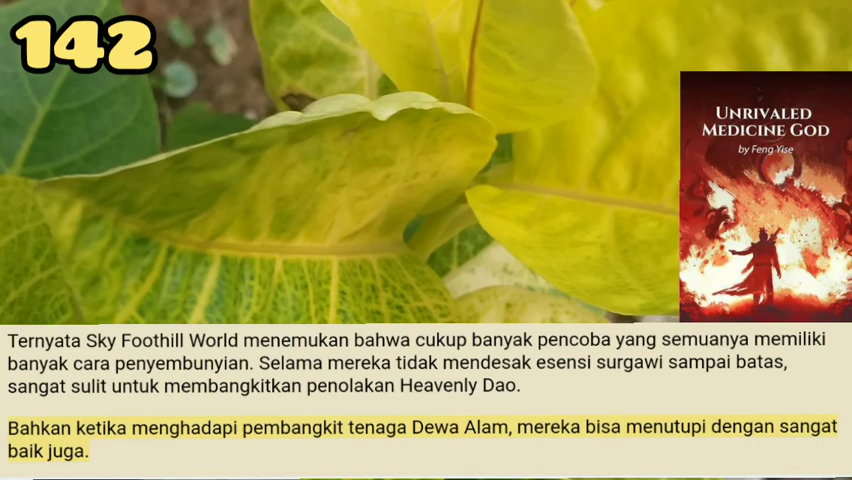 142
UNRIVALED
MEDICINE GOD
by Feng Yise
Ternyata Sky Foothill World menemukan bahwa cukup banyak pencoba yang semuanya memiliki
banyak cara penyembunyian. Selama mereka tidak mendesak esensi surgawi sampai batas,
sangat sulit untuk membangkitkan penolakan Heavenly Dao.
Bahkan ketika menghadapi pembangkit tenaga Dewa Alam, mereka bisa menutupi dengan sangat
baik juga.